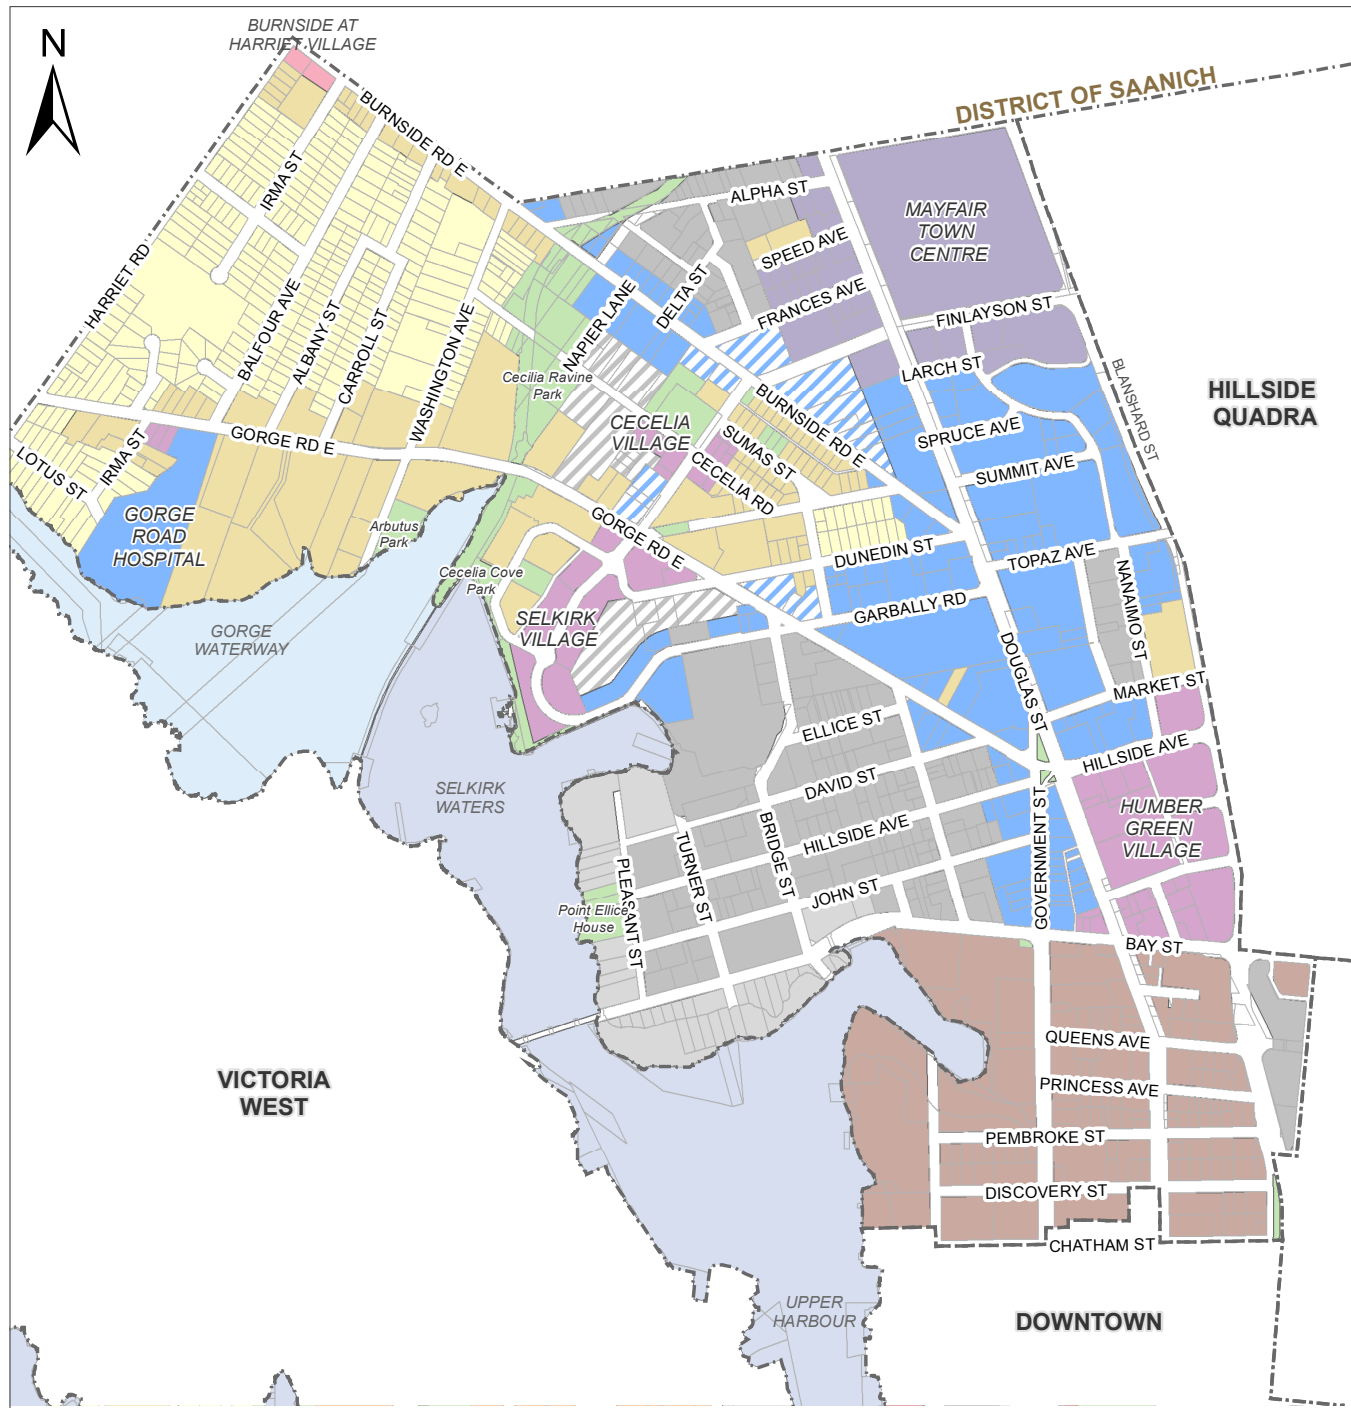 BURNSIDE AT
HARRIET VILLAGE
N
DISTRICT OF SAANICH
BURNSIDE RD E
IRMA ST
ALPHA ST
MAYFAIR
TOWN
CENTRE
SPEED AVE
HARRIET RD
DELTA ST
NAPIER LANE
FRANCES AVE
FINLAYSON ST
BALFOUR AVE
ALBANY ST
CARROLL ST
WASHINGTON AVE
LARCH ST
BLANSHARD ST
HILLSIDE
QUADRA
Cecilia Ravine
Park
BURNSIDE RD E
CECELIA
VILLAGE
SUMAS ST
SPRUCE AVE
GORGE RD E
IRMA ST
LOTUS ST
CECELIA RD
SUMMIT AVE
GORGE
ROAD
HOSPITAL
Arbutus
Park
GORGE RD E
DUNEDIN ST
TOPAZ AVE
Cecelia Cove
Park
NANAIMO ST
GARBALLY RD
SELKIRK
VILLAGE
GORGE
WATERWAY
DOUGLAS ST
MARKET ST
ELLICE ST
HILLSIDE AVE
DAVID ST
SELKIRK
WATERS
HUMBER
GREEN
VILLAGE
HILLSIDE AVE
BRIDGE ST
GOVERNMENT ST
TURNER ST
PLEASANT ST
JOHN ST
Point Ellice
House
BAY ST
QUEENS AVE
VICTORIA
WEST
PRINCESS AVE
PEMBROKE ST
DISCOVERY ST
CHATHAM ST
UPPER
HARBOUR
DOWNTOWN